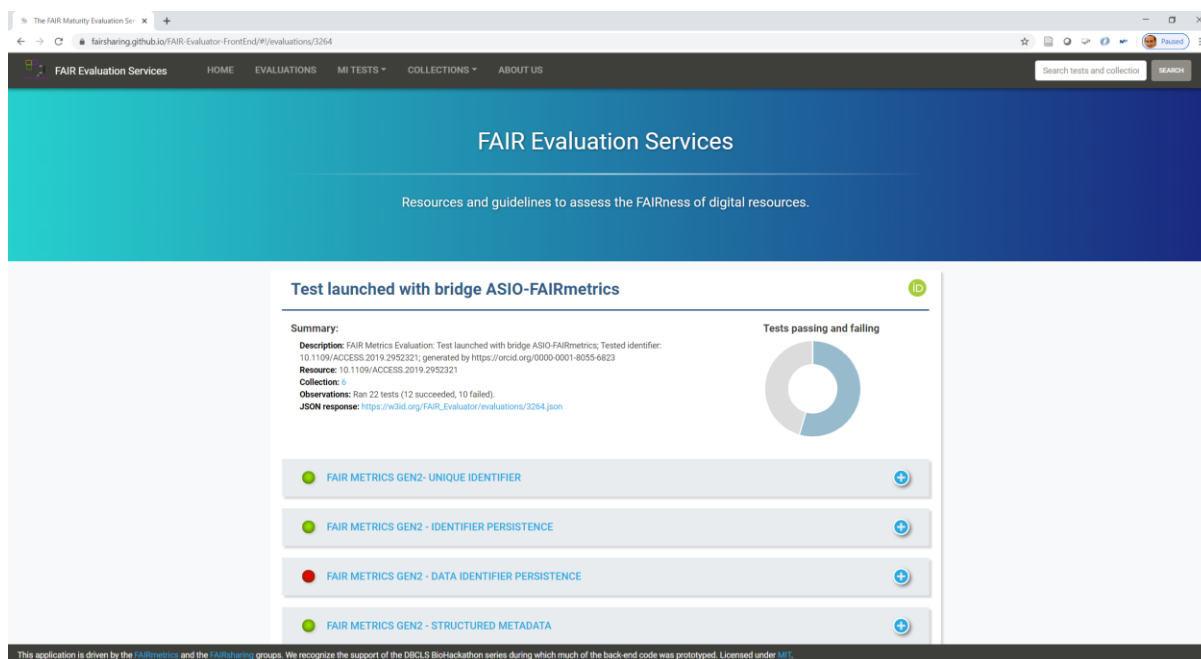 The FAIR Maturity Evaluation Ser
fairsharing.github.io/FAIR-Evaluator-FrontEnd/#!/evaluations/3264
Paused
FAIR Evaluation Services HOME EVALUATIONS MI TESTS COLLECTIONS ABOUT US Search tests and collection SEARCH
FAIR Evaluation Services
Resources and guidelines to assess the FAIRness of digital resources.
Test launched with bridge ASIO-FAIRmetrics iD
Summary:
Description: FAIR Metrics Evaluation: Test launched with bridge ASIO-FAIRmetrics; Tested identifier:
10.1109/ACCESS.2019.2952321; generated by https://orcid.org/0000-0001-8055-6823
Resource: 10.1109/ACCESS.2019.2952321
Collection: 6
Observations: Ran 22 tests (12 succeeded, 10 failed).
JSON response: https://w3id.org/FAIR_Evaluator/evaluations/3264.json
Tests passing and failing
FAIR METRICS GEN2- UNIQUE IDENTIFIER
FAIR METRICS GEN2 - IDENTIFIER PERSISTENCE
FAIR METRICS GEN2 - DATA IDENTIFIER PERSISTENCE
FAIR METRICS GEN2 - STRUCTURED METADATA
This application is driven by the FAIRmetrics and the FAIRsharing groups. We recognize the support of the DBCLS BioHackathon series during which much of the back-end code was prototyped. Licensed under MIT.